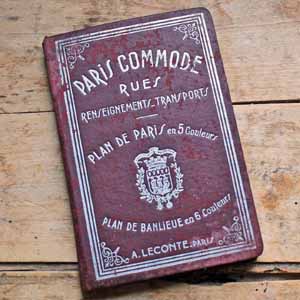 PARIS COMMODE
RUES
RENSEIGNEMENTS-TRANSPORTS
PLAN DE PARIS en 5 Couleurs
PLAN DE BANLIEUE en 6 Couleurs
A. LECONTE. PARIS